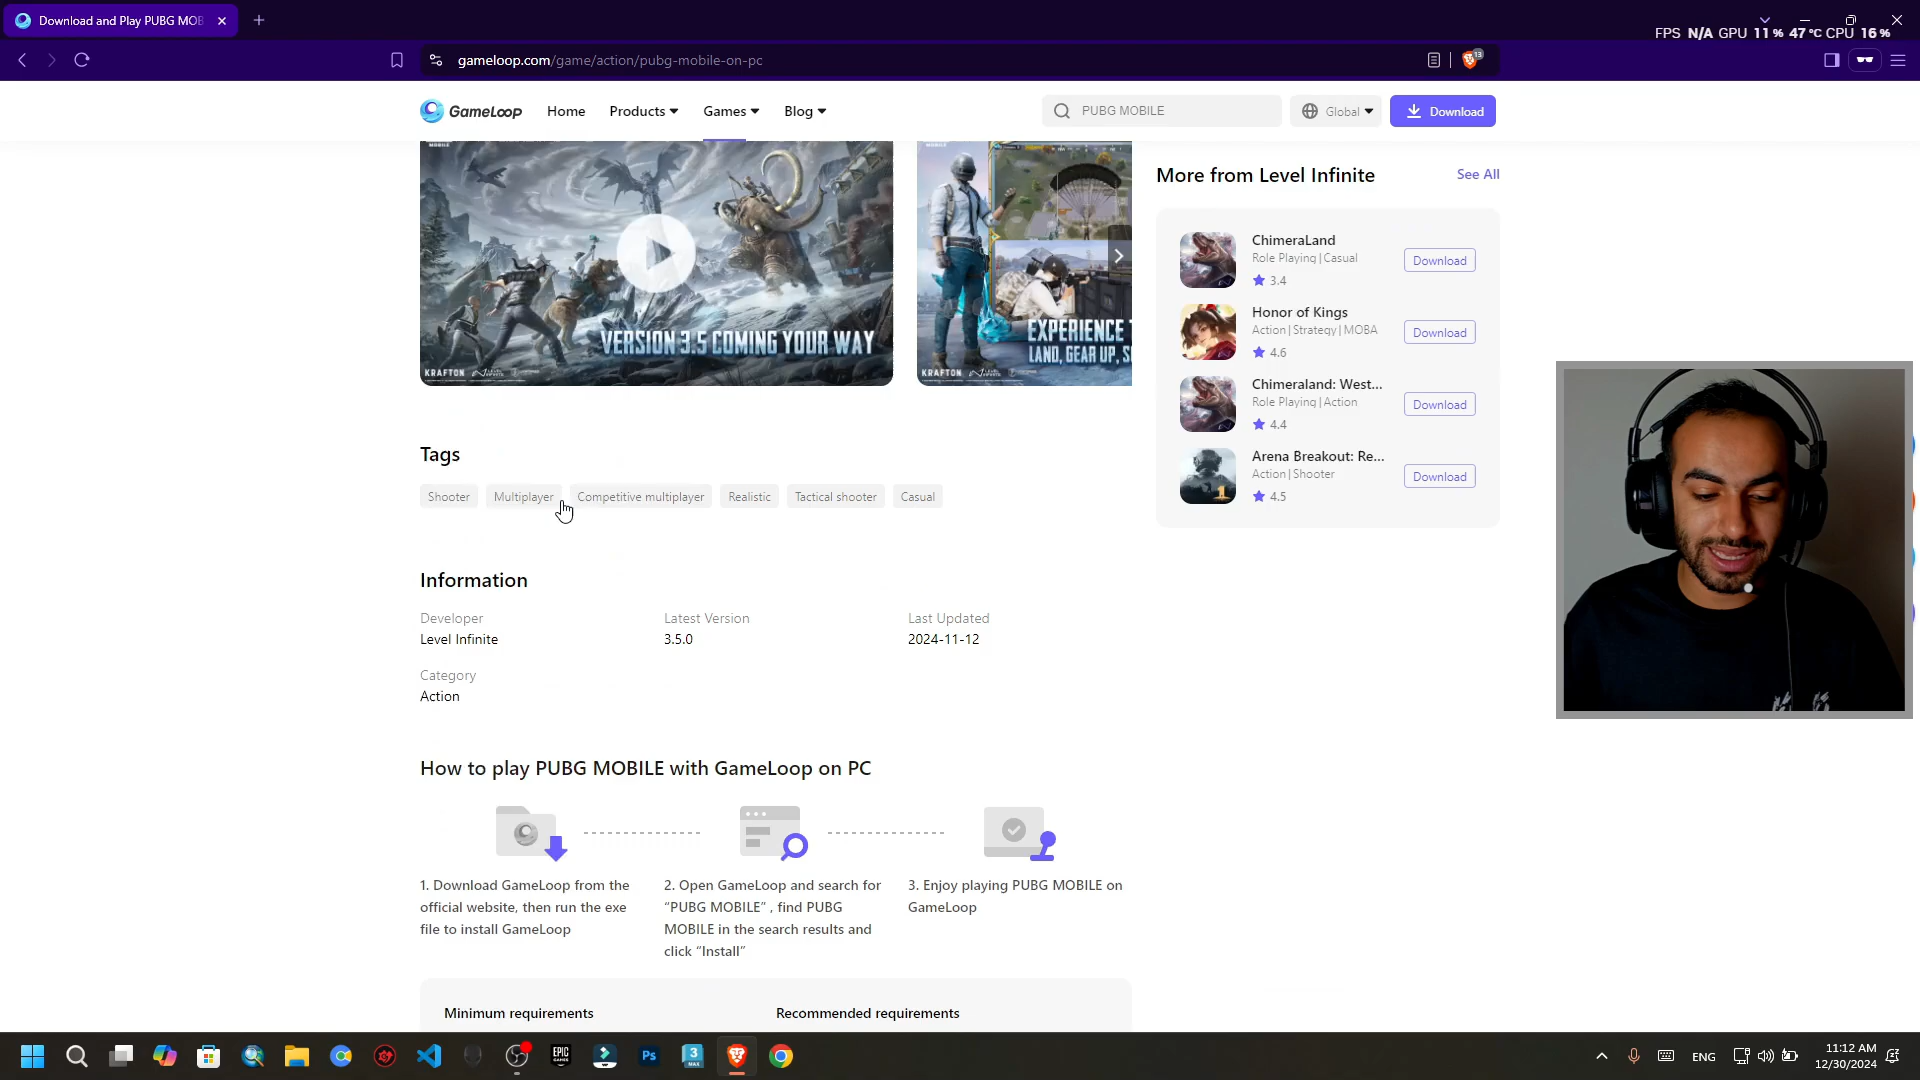 Download and Play PUBG MOB
FPS N/A GPU 11 % 47 °C CPU 16 %
gameloop.com/game/action/pubg-mobile-on-pc
13
GameLoop
Home
Products
Games
Blog
PUBG MOBILE
Global
Download
MOBILE
VERSION 3.5 COMING YOUR WAY
KRAFTON
MOBILE
EXPERIENCE
LAND, GEAR UP, S
KRAFTON
More from Level Infinite
See All
ChimeraLand
Role Playing|Casual
3.4
Download
Honor of Kings
Action|Strategy|MOBA
4.6
Download
Chimeraland: West...
Role Playing|Action
4.4
Download
Arena Breakout: Re...
Action|Shooter
4.5
Download
Tags
Shooter
Multiplayer
Competitive multiplayer
Realistic
Tactical shooter
Casual
Information
Developer
Level Infinite
Latest Version
3.5.0
Last Updated
2024-11-12
Category
Action
How to play PUBG MOBILE with GameLoop on PC
1. Download GameLoop from the
official website, then run the exe
file to install GameLoop
2. Open GameLoop and search for
“PUBG MOBILE” , find PUBG
MOBILE in the search results and
click “Install”
3. Enjoy playing PUBG MOBILE on
GameLoop
Minimum requirements
Recommended requirements
EPIC
GAMES
Ps
3
MAX
ENG
11:12 AM
12/30/2024